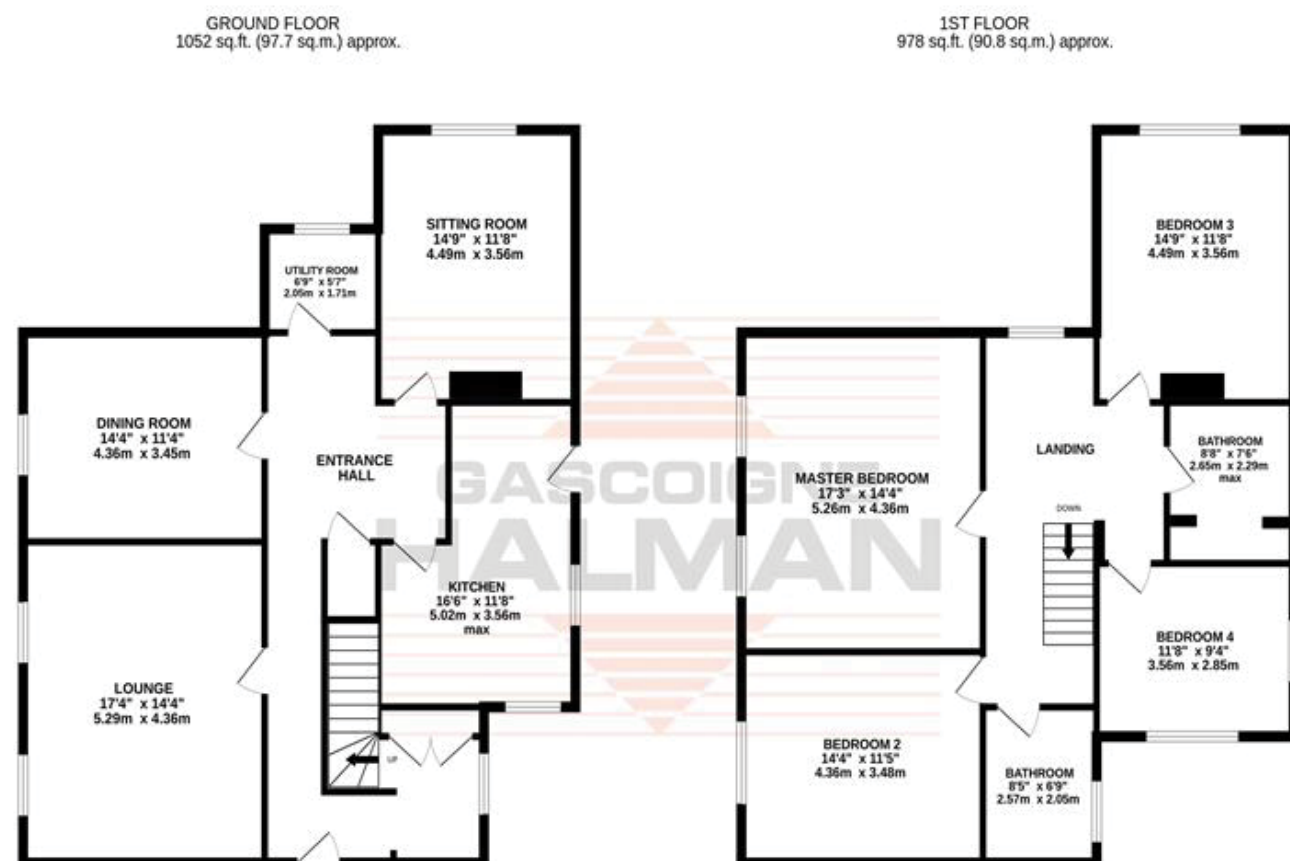 GROUND FLOOR
1052 sq.ft. (97.7 sq.m.) approx.
1ST FLOOR
978 sq.ft. (90.8 sq.m.) approx.
SITTING ROOM
14'9" x 11'8"
4.49m x 3.56m
UTILITY ROOM
6'9" x 5'7"
2.05m x 1.71m
DINING ROOM
14'4" x 11'4"
4.36m x 3.45m
ENTRANCE
HALL
KITCHEN
16'6" x 11'8"
5.02m x 3.56m
max
LOUNGE
17'4" x 14'4"
5.29m x 4.36m
UP
BEDROOM 3
14'9" x 11'8"
4.49m x 3.56m
LANDING
BATHROOM
8'8" x 7'6"
2.65m x 2.29m
max
MASTER BEDROOM
17'3" x 14'4"
5.26m x 4.36m
DOWN
BEDROOM 4
11'8" x 9'4"
3.56m x 2.85m
BEDROOM 2
14'4" x 11'5"
4.36m x 3.48m
BATHROOM
8'5" x 6'9"
2.57m x 2.05m
GASCOIGNE
HALMAN